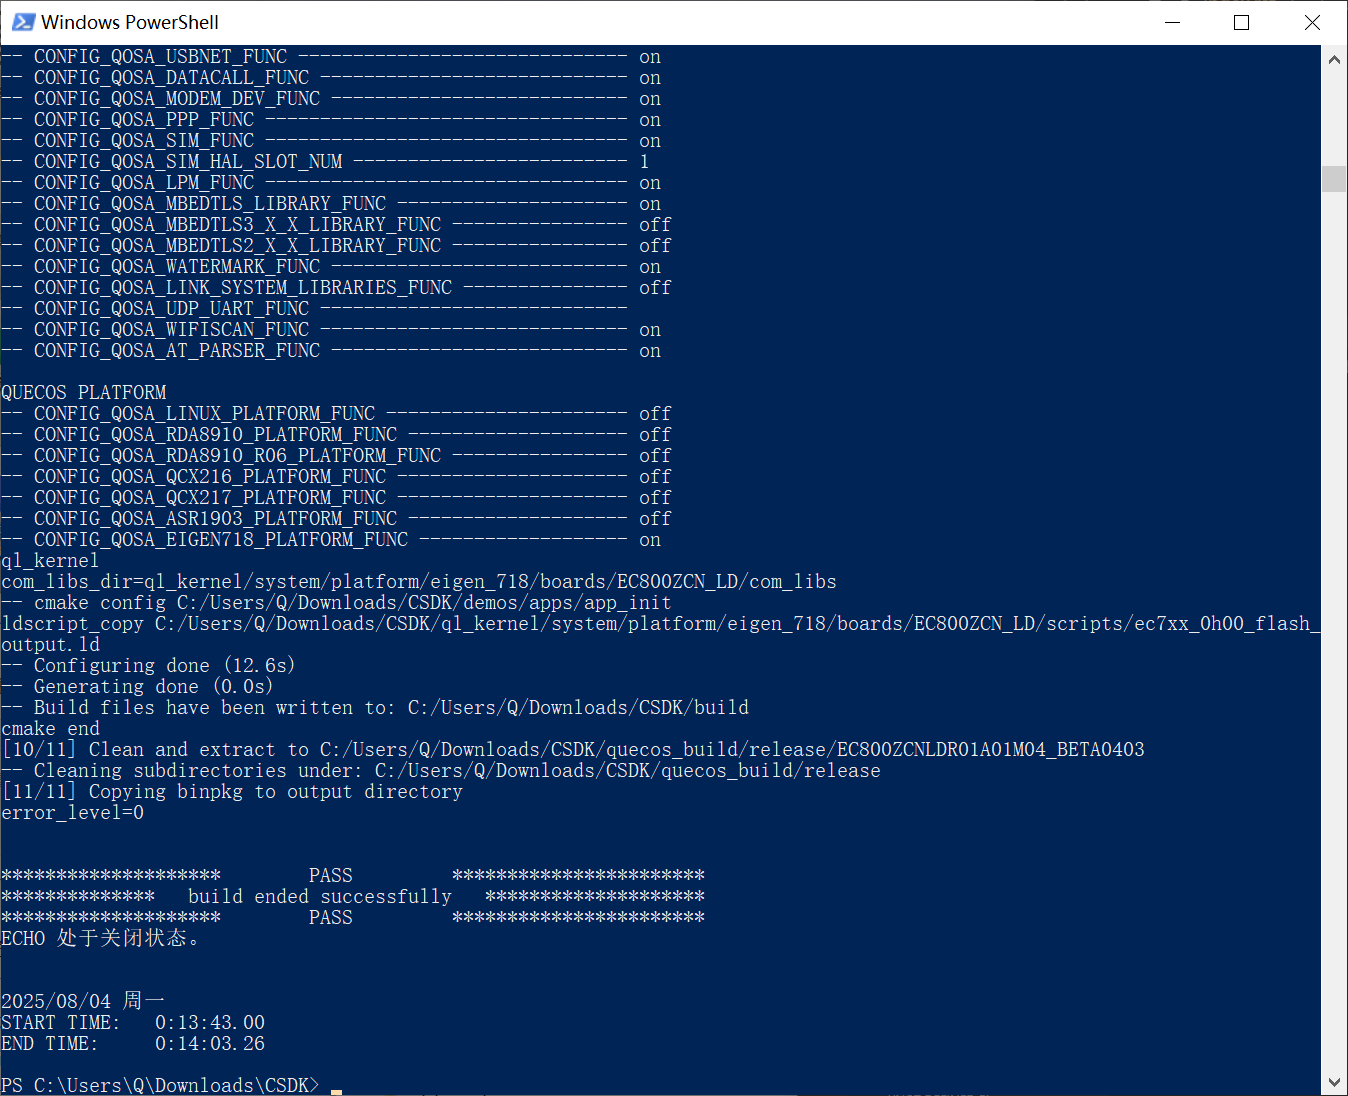 Windows PowerShell
-- CONFIG_QOSA_USBNET_FUNC ------------------------------ on
-- CONFIG_QOSA_DATACALL_FUNC ---------------------------- on
-- CONFIG_QOSA_MODEM_DEV_FUNC --------------------------- on
-- CONFIG_QOSA_PPP_FUNC --------------------------------- on
-- CONFIG_QOSA_SIM_FUNC --------------------------------- on
-- CONFIG_QOSA_SIM_HAL_SLOT_NUM ------------------------- 1
-- CONFIG_QOSA_LPM_FUNC --------------------------------- on
-- CONFIG_QOSA_MBEDTLS_LIBRARY_FUNC --------------------- on
-- CONFIG_QOSA_MBEDTLS3_X_X_LIBRARY_FUNC ---------------- off
-- CONFIG_QOSA_MBEDTLS2_X_X_LIBRARY_FUNC ---------------- off
-- CONFIG_QOSA_WATERMARK_FUNC --------------------------- on
-- CONFIG_QOSA_LINK_SYSTEM_LIBRARIES_FUNC --------------- off
-- CONFIG_QOSA_UDP_UART_FUNC ----------------------------
-- CONFIG_QOSA_WIFISCAN_FUNC ---------------------------- on
-- CONFIG_QOSA_AT_PARSER_FUNC --------------------------- on
QUECOS PLATFORM
-- CONFIG_QOSA_LINUX_PLATFORM_FUNC ---------------------- off
-- CONFIG_QOSA_RDA8910_PLATFORM_FUNC -------------------- off
-- CONFIG_QOSA_RDA8910_R06_PLATFORM_FUNC ---------------- off
-- CONFIG_QOSA_QCX216_PLATFORM_FUNC --------------------- off
-- CONFIG_QOSA_QCX217_PLATFORM_FUNC --------------------- off
-- CONFIG_QOSA_ASR1903_PLATFORM_FUNC -------------------- off
-- CONFIG_QOSA_EIGEN718_PLATFORM_FUNC ------------------- on
ql_kernel
com_libs_dir=ql_kernel/system/platform/eigen_718/boards/EC800ZCN_LD/com_libs
-- cmake config C:/Users/Q/Downloads/CSDK/demos/apps/app_init
ldscript_copy C:/Users/Q/Downloads/CSDK/ql_kernel/system/platform/eigen_718/boards/EC800ZCN_LD/scripts/ec7xx_0h00_flash_
output.ld
-- Configuring done (12.6s)
-- Generating done (0.0s)
-- Build files have been written to: C:/Users/Q/Downloads/CSDK/build
cmake end
[10/11] Clean and extract to C:/Users/Q/Downloads/CSDK/quecos_build/release/EC800ZCNLDR01A01M04_BETA0403
-- Cleaning subdirectories under: C:/Users/Q/Downloads/CSDK/quecos_build/release
[11/11] Copying binpkg to output directory
error_level=0
********************        PASS         ***********************
**************   build ended successfully   ********************
********************        PASS         ***********************
ECHO 处于关闭状态。
2025/08/04 周一
START TIME:   0:13:43.00
END TIME:     0:14:03.26
PS C:\Users\Q\Downloads\CSDK>